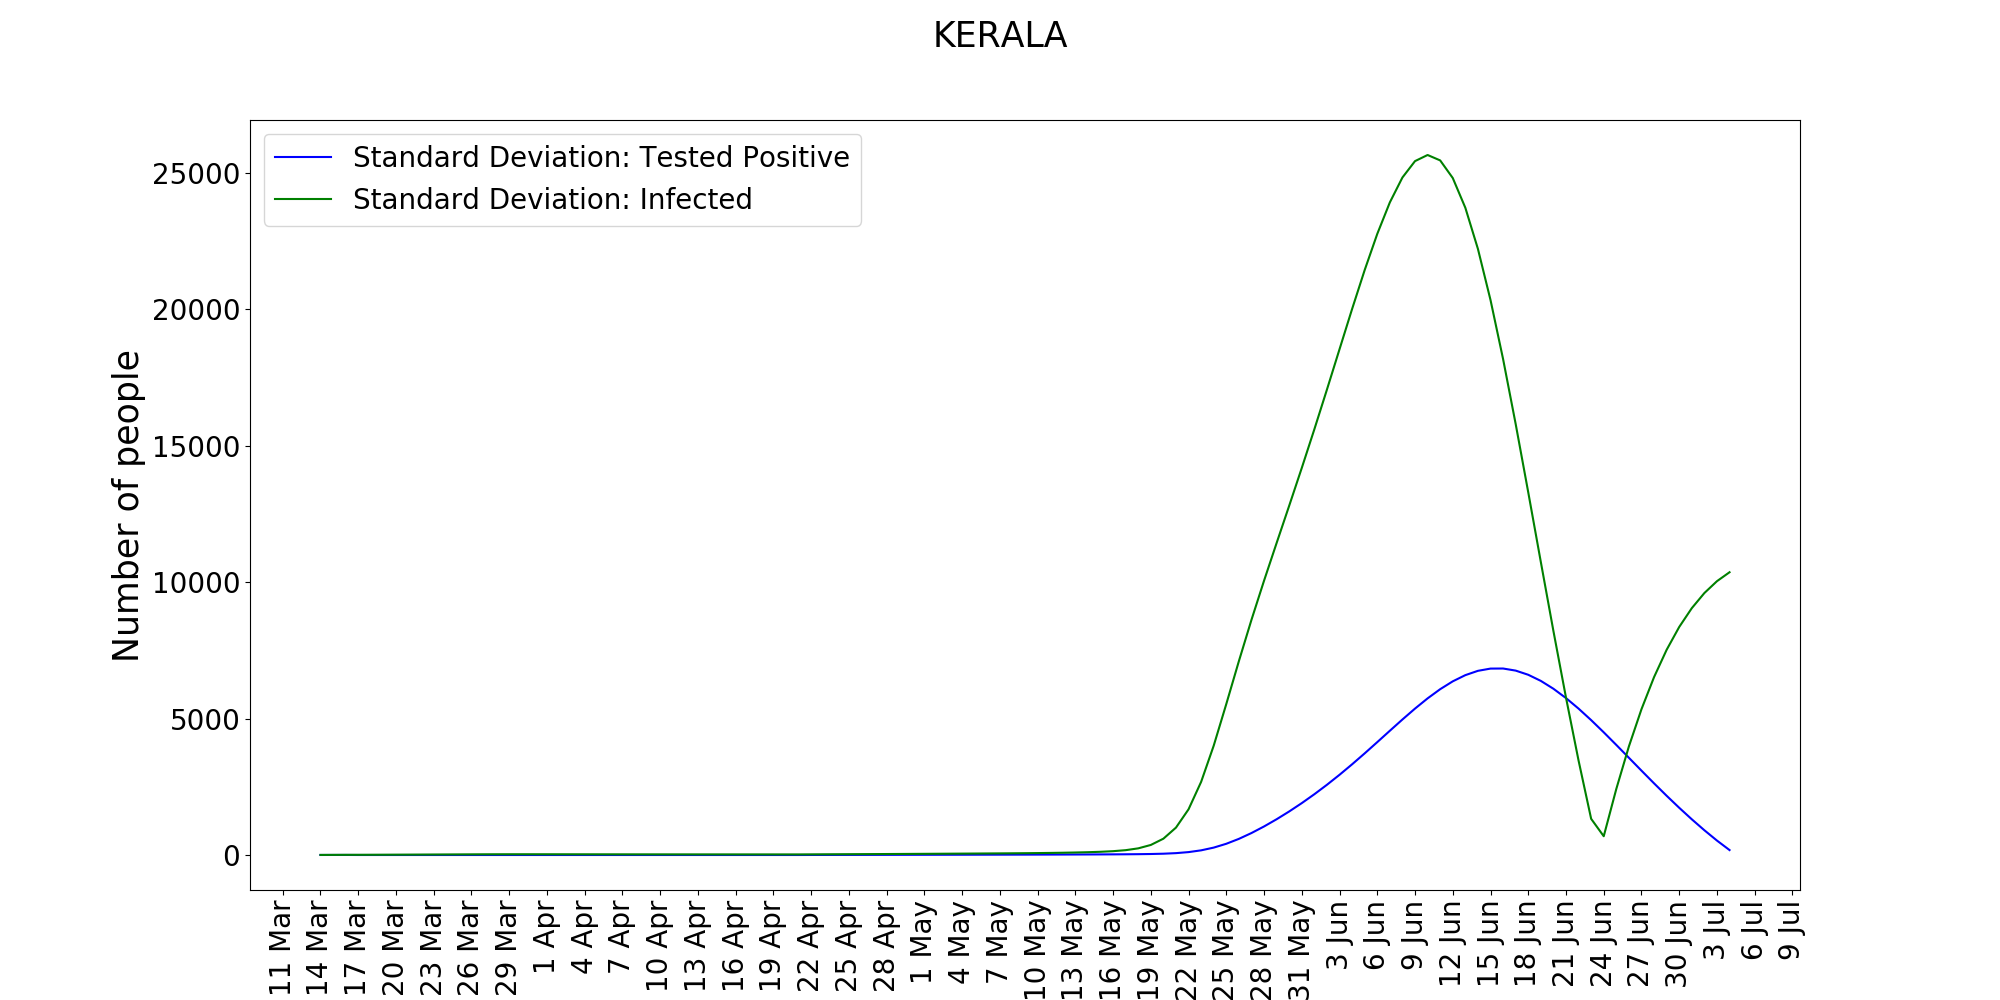 KERALA
Standard Deviation: Tested Positive
Standard Deviation: Infected
Number of people
25000
20000
15000
10000
5000
0
11 Mar
14 Mar
17 Mar
20 Mar
23 Mar
26 Mar
29 Mar
1 Apr
4 Apr
7 Apr
10 Apr
13 Apr
16 Apr
19 Apr
22 Apr
25 Apr
28 Apr
1 May
4 May
7 May
10 May
13 May
16 May
19 May
22 May
25 May
28 May
31 May
3 Jun
6 Jun
9 Jun
12 Jun
15 Jun
18 Jun
21 Jun
24 Jun
27 Jun
30 Jun
3 Jul
6 Jul
9 Jul